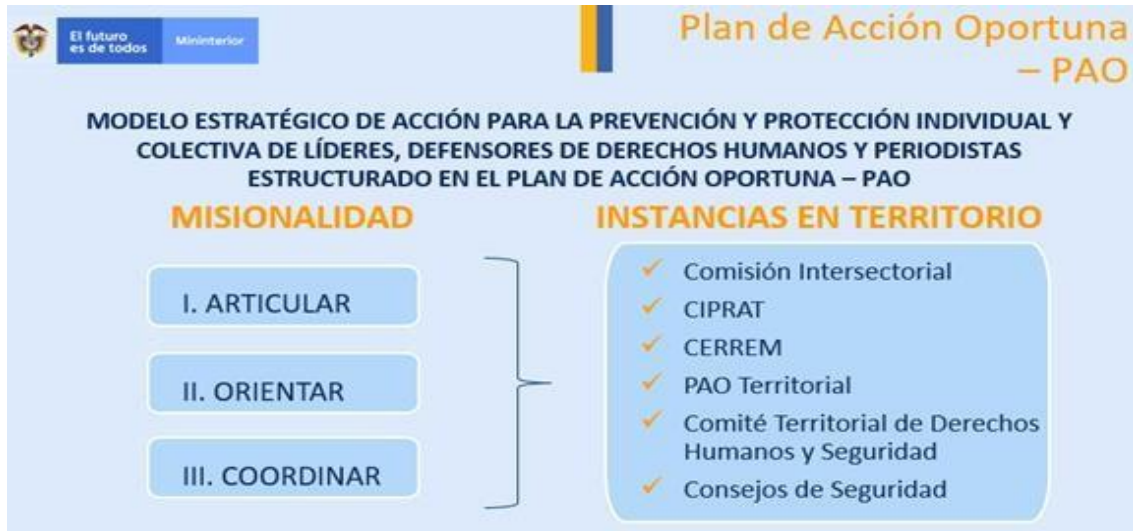 El futuro
es de todos
Mininterior
Plan de Acción Oportuna
– PAO
MODELO ESTRATÉGICO DE ACCIÓN PARA LA PREVENCIÓN Y PROTECCIÓN INDIVIDUAL Y
COLECTIVA DE LÍDERES, DEFENSORES DE DERECHOS HUMANOS Y PERIODISTAS
ESTRUCTURADO EN EL PLAN DE ACCIÓN OPORTUNA – PAO
MISIONALIDAD
I. ARTICULAR
II. ORIENTAR
III. COORDINAR
INSTANCIAS EN TERRITORIO
Comisión Intersectorial
CIPRAT
CERREM
PAO Territorial
Comité Territorial de Derechos
Humanos y Seguridad
Consejos de Seguridad